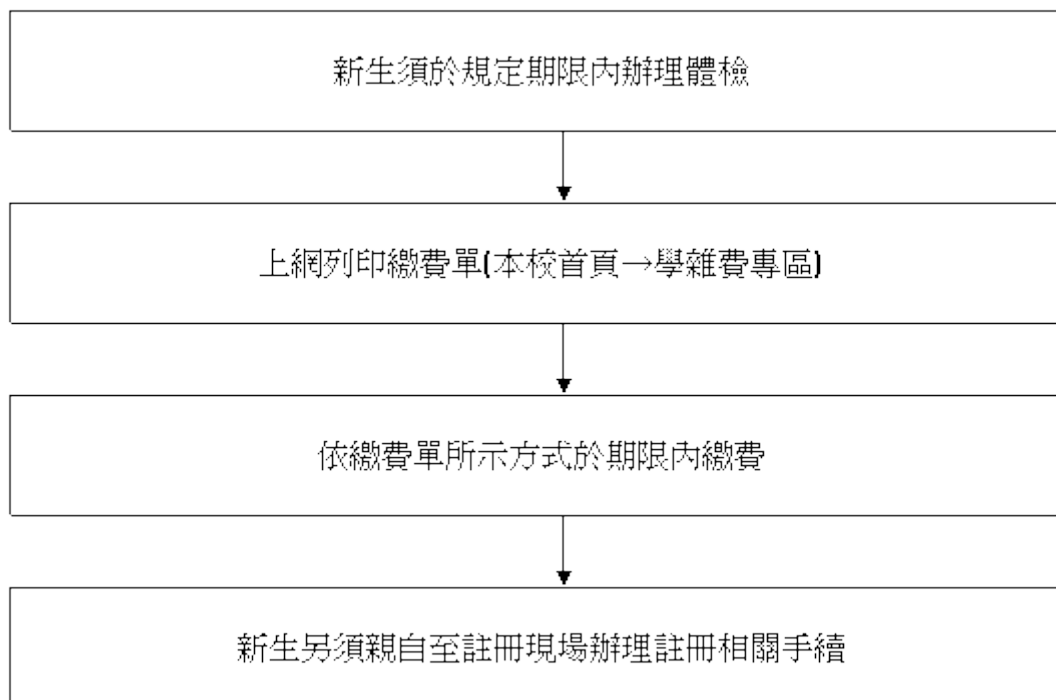 新生須於規定期限內辦理體檢
上網列印繳費單(本校首頁→學雜費專區)
依繳費單所示方式於期限內繳費
新生另須親自至註冊現場辦理註冊相關手續